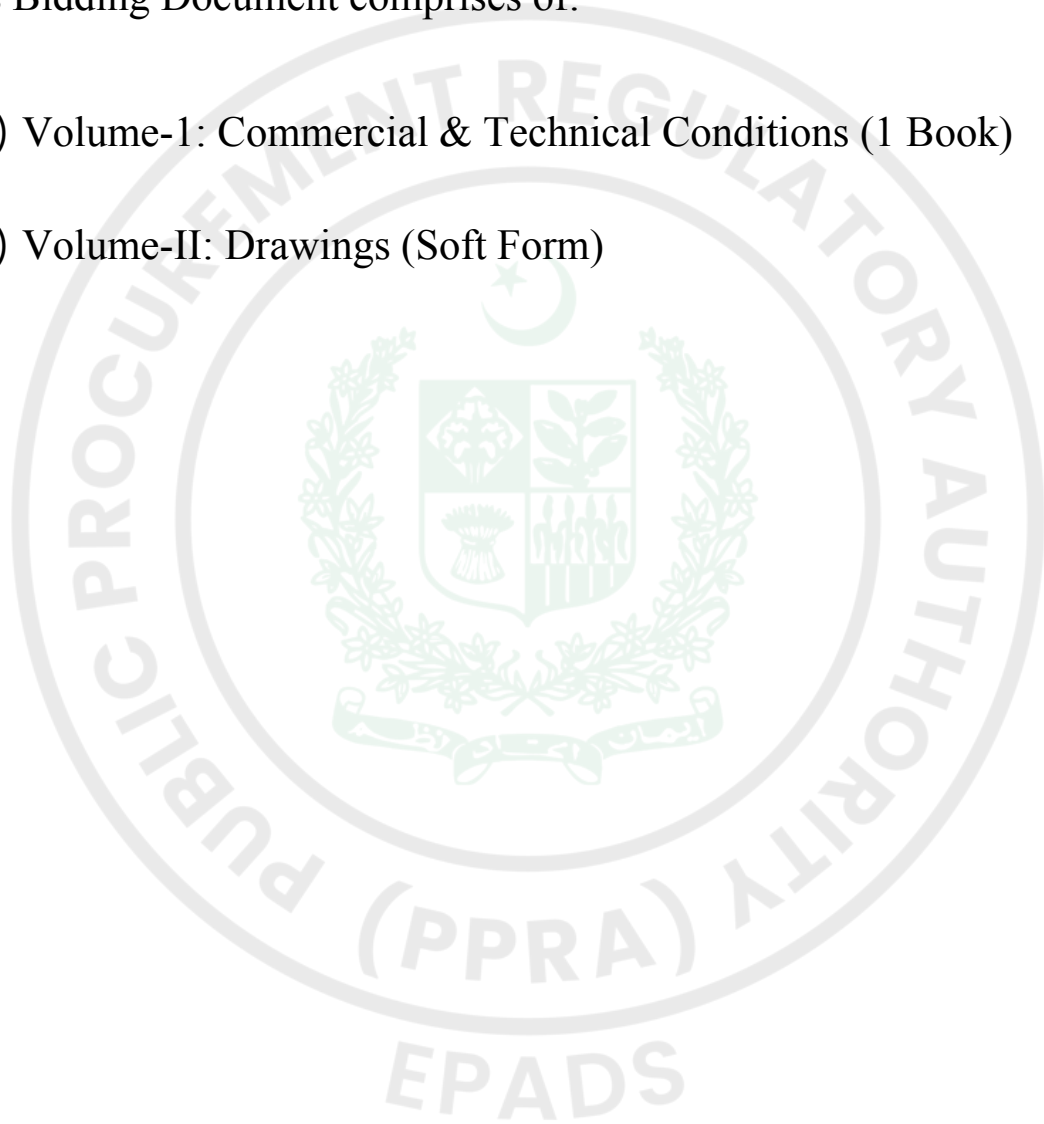 Bidding Document comprises of:
) Volume-1: Commercial & Technical Conditions (1 Book)
) Volume-II: Drawings (Soft Form)
PUBLIC PROCUREMENT REGULATORY AUTHORITY
(PPRA)
EPADS